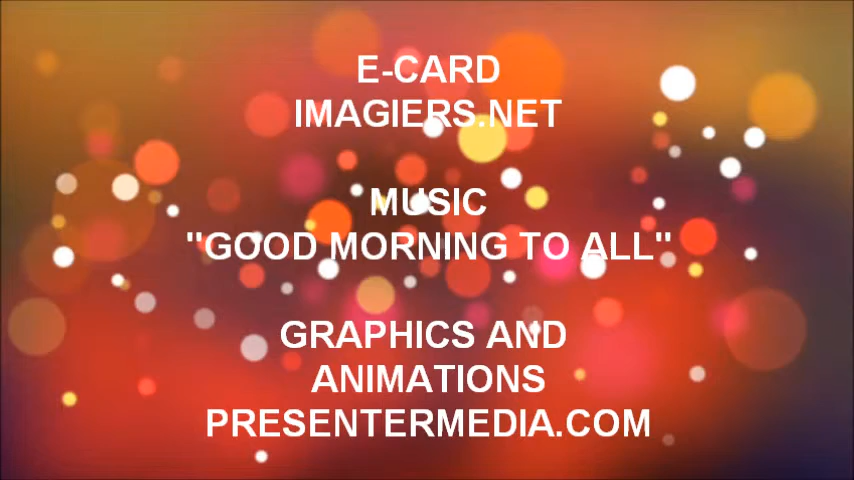 E-CARD
IMAGIERS.NET
MUSIC
"GOOD MORNING TO ALL"
GRAPHICS AND
ANIMATIONS
PRESENTERMEDIA.COM